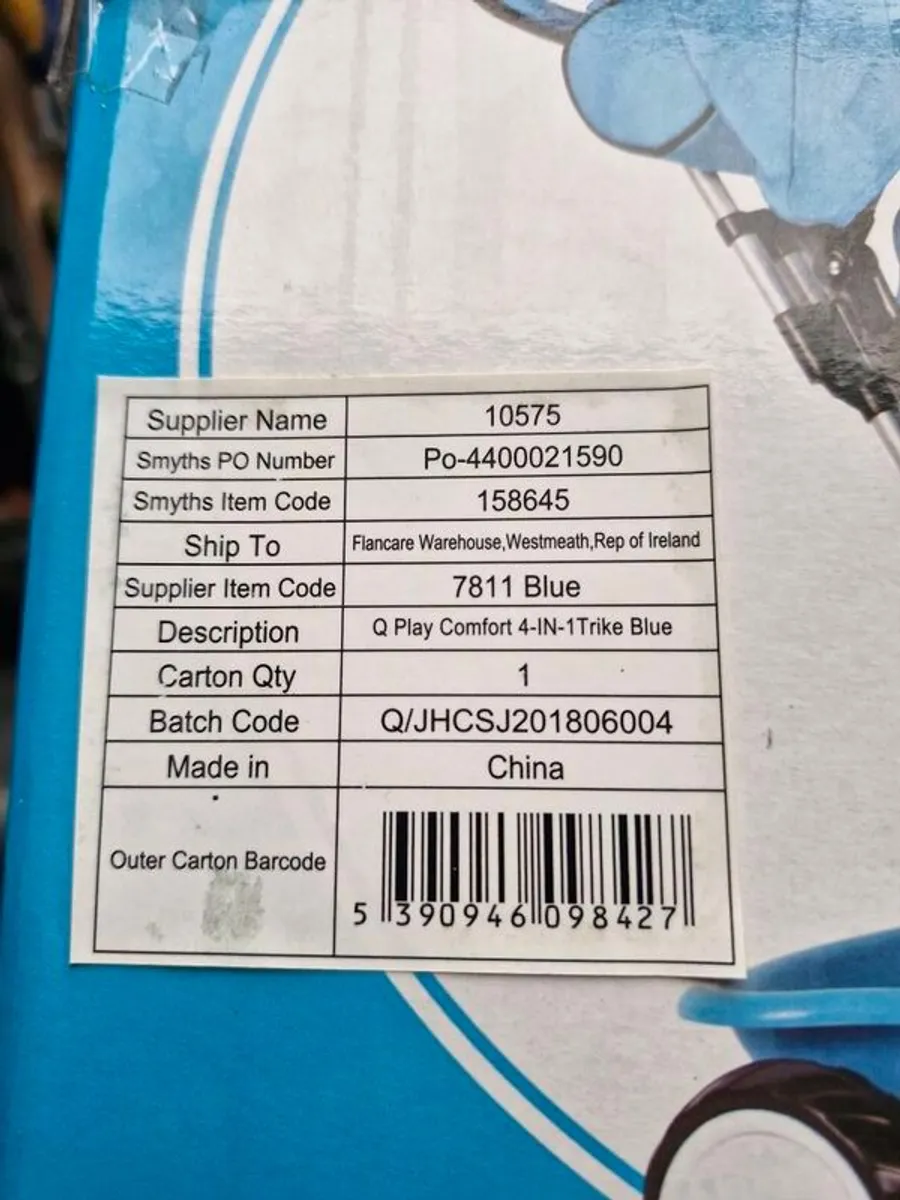 Supplier Name 10575
Smyths PO Number Po-4400021590
Smyths Item Code 158645
Ship To Flancare Warehouse,Westmeath,Rep of Ireland
Supplier Item Code 7811 Blue
Description Q Play Comfort 4-IN-1Trike Blue
Carton Qty 1
Batch Code Q/JHCSJ201806004
Made in China
Outer Carton Barcode
5 390946 098427